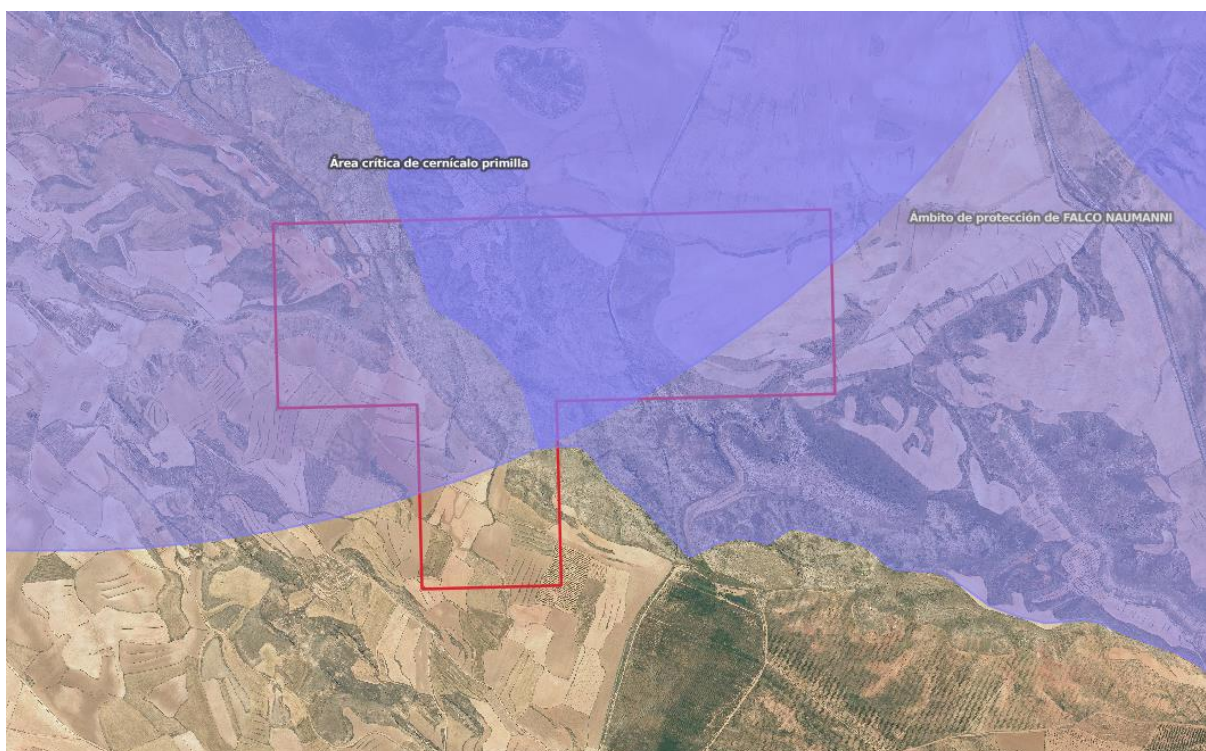 Área crítica de cernícalo primilla
Ámbito de protección de FALCO NAUMANNI